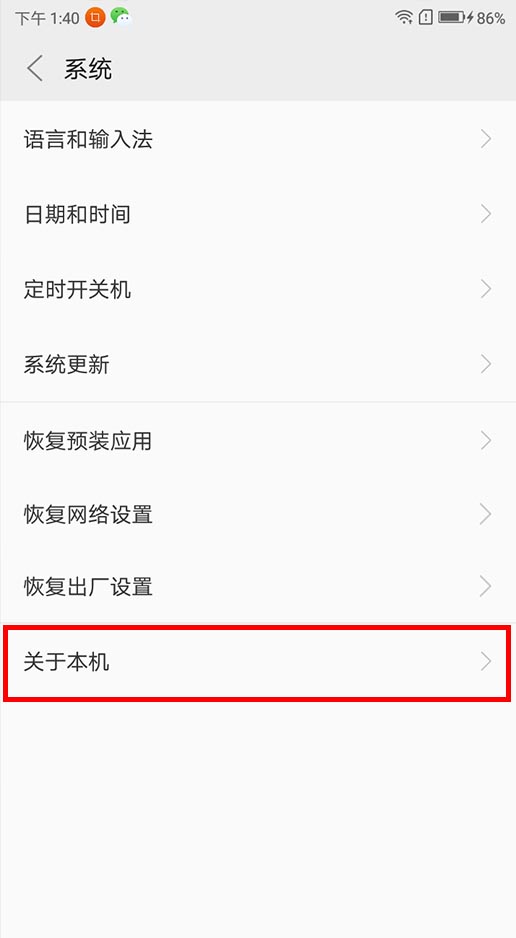 下午 1:40 86%
系统
语言和输入法
日期和时间
定时开关机
系统更新
恢复预装应用
恢复网络设置
恢复出厂设置
关于本机